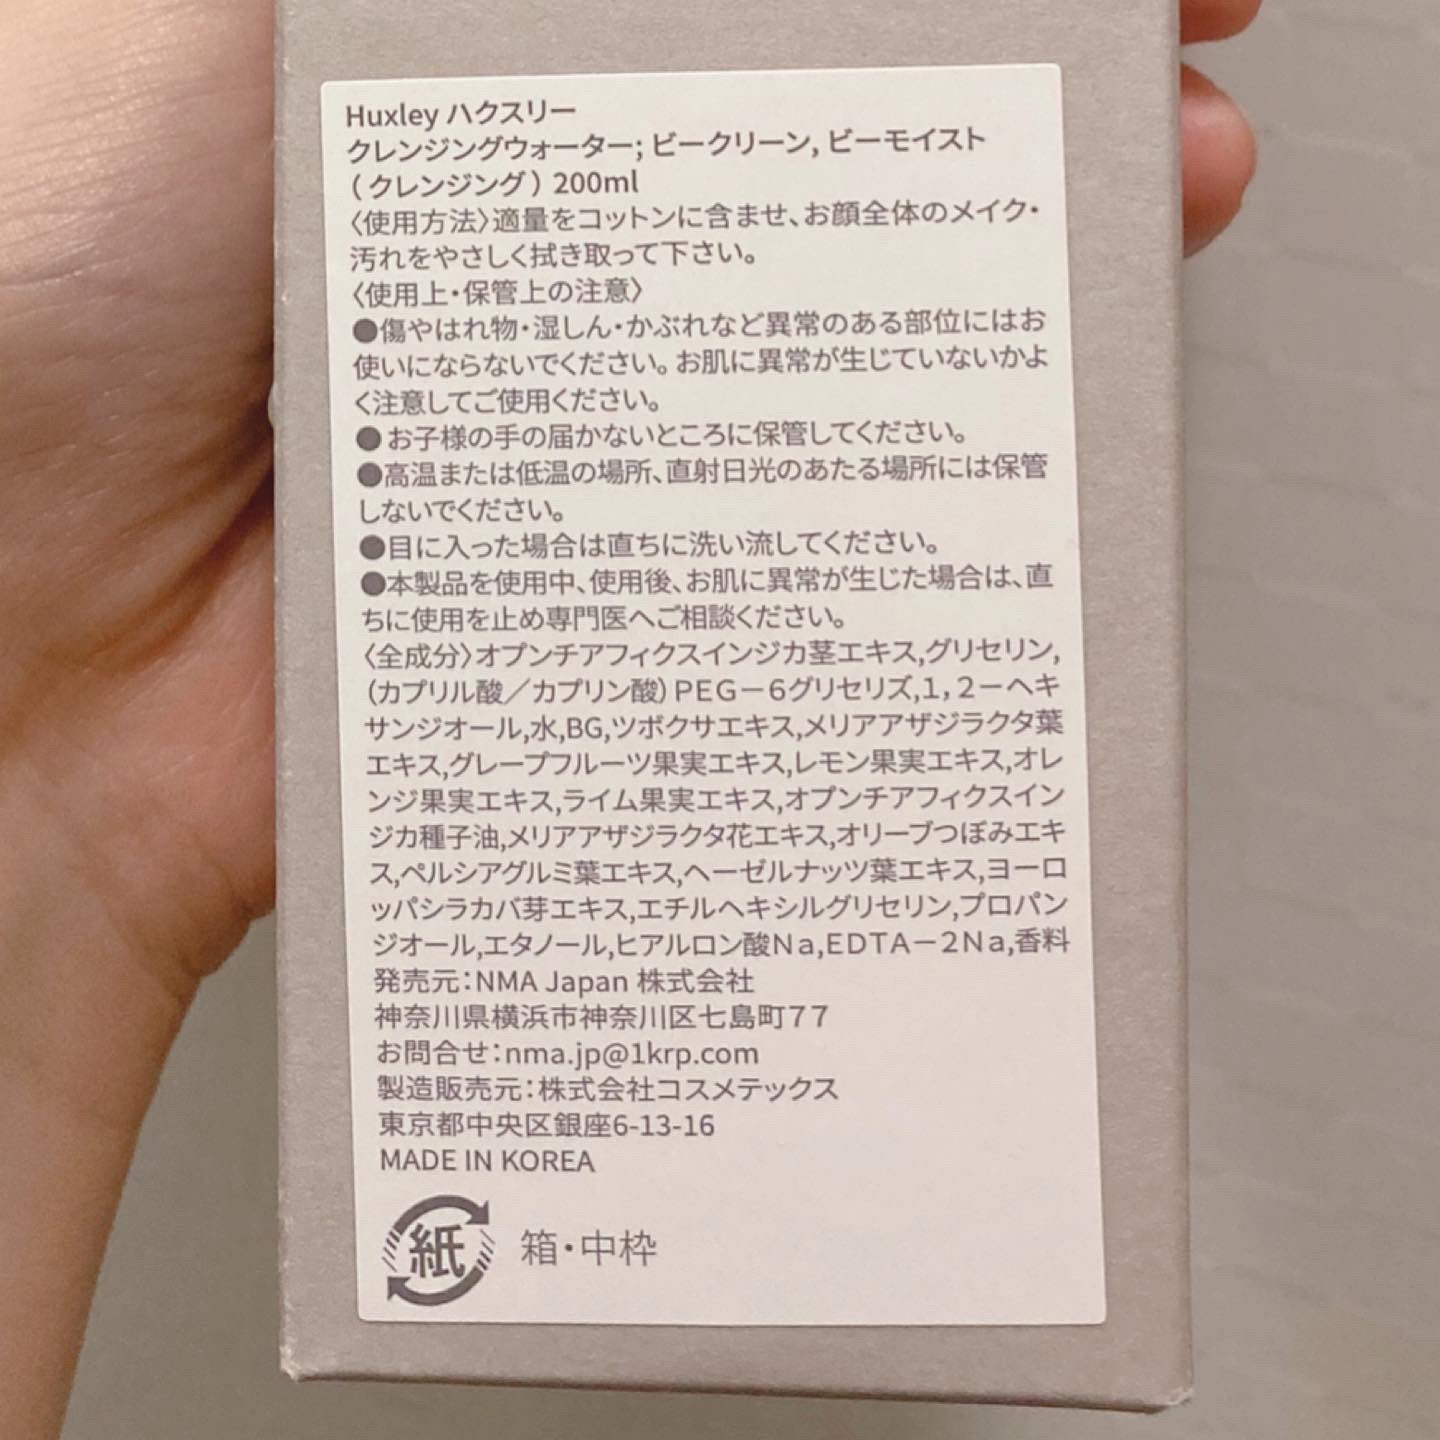 Huxley ハクスリー
クレンジングウォーター; ビークリーン, ビーモイスト
（クレンジング）200ml
〈使用方法〉適量をコットンに含ませ、お顔全体のメイク・
汚れをやさしく拭き取って下さい。
〈使用上・保管上の注意〉
●傷やはれ物・湿しん・かぶれなど異常のある部位にはお
使いにならないでください。お肌に異常が生じていないかよ
く注意してご使用ください。
●お子様の手の届かないところに保管してください。
●高温または低温の場所、直射日光のあたる場所には保管
しないでください。
●目に入った場合は直ちに洗い流してください。
●本製品を使用中、使用後、お肌に異常が生じた場合は、直
ちに使用を止め専門医へご相談ください。
〈全成分〉オプンチアフィクスインジカ茎エキス,グリセリン,
（カプリル酸／カプリン酸）ＰＥＧ－６グリセリズ,１，２－ヘキ
サンジオール,水,BG,ツボクサエキス,メリアアザジラクタ葉
エキス,グレープフルーツ果実エキス,レモン果実エキス,オレ
ンジ果実エキス,ライム果実エキス,オプンチアフィクスイン
ジカ種子油,メリアアザジラクタ花エキス,オリーブつぼみエキ
ス,ペルシアグルミ葉エキス,ヘーゼルナッツ葉エキス,ヨーロ
ッパシラカバ芽エキス,エチルヘキシルグリセリン,プロパン
ジオール,エタノール,ヒアルロン酸Ｎａ,ＥＤＴＡ－２Ｎａ,香料
発売元：NMA Japan 株式会社
神奈川県横浜市神奈川区七島町７７
お問合せ：nma.jp@1krp.com
製造販売元：株式会社コスメテックス
東京都中央区銀座6-13-16
MADE IN KOREA
紙 箱・中枠